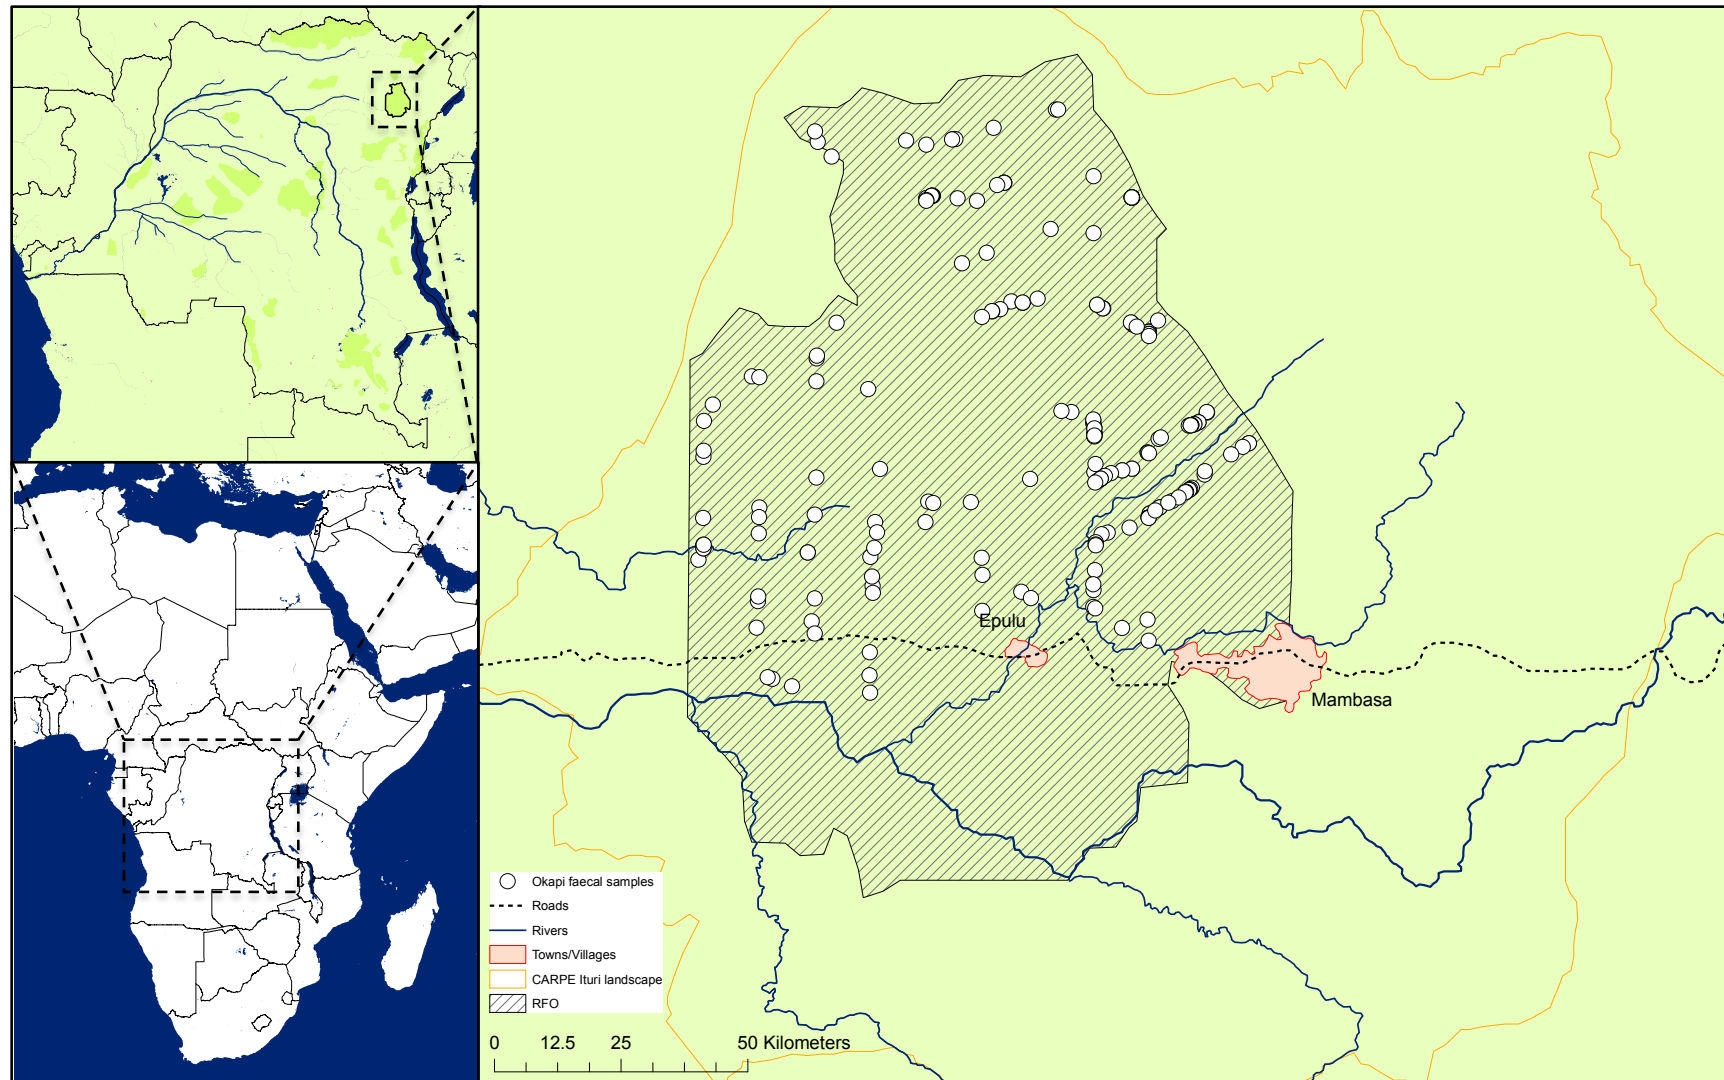 Epulu
Mambasa
Okapi faecal samples
Roads
Rivers
Towns/Villages
CARPE Ituri landscape
RFO
0 12.5 25 50 Kilometers